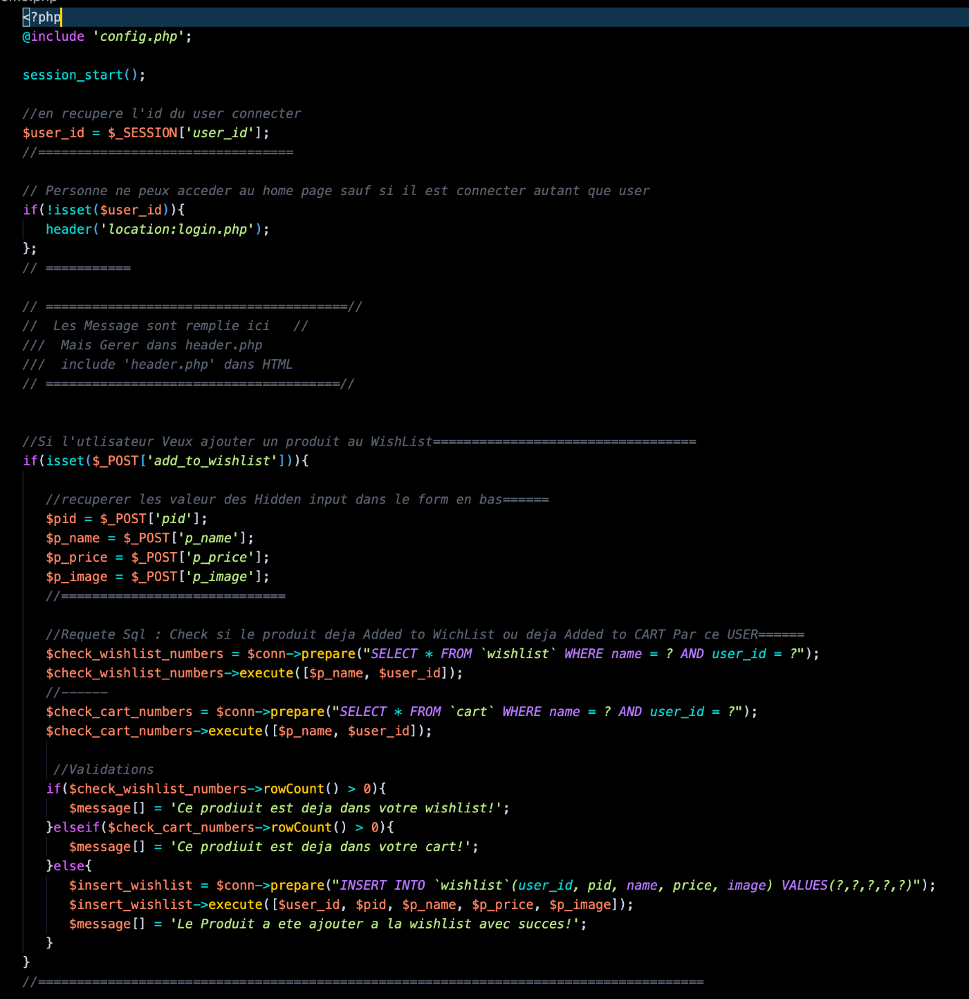 <?php
@include 'config.php';
session_start();
//en recupere l'id du user connecter
$user_id = $_SESSION['user_id'];
//=================================
// Personne ne peux acceder au home page sauf si il est connecter autant que user
if(!isset($user_id)){
   header('location:login.php');
};
// ===========
// =======================================//
//  Les Message sont remplie ici   //
///  Mais Gerer dans header.php
///  include 'header.php' dans HTML
// ======================================//
//Si l'utlisateur Veux ajouter un produit au WishList==================================
if(isset($_POST['add_to_wishlist'])){
   //recuperer les valeur des Hidden input dans le form en bas======
   $pid = $_POST['pid'];
   $p_name = $_POST['p_name'];
   $p_price = $_POST['p_price'];
   $p_image = $_POST['p_image'];
   //=============================
   //Requete Sql : Check si le produit deja Added to WichList ou deja Added to CART Par ce USER======
   $check_wishlist_numbers = $conn->prepare("SELECT * FROM `wishlist` WHERE name = ? AND user_id = ?");
   $check_wishlist_numbers->execute([$p_name, $user_id]);
   //------
   $check_cart_numbers = $conn->prepare("SELECT * FROM `cart` WHERE name = ? AND user_id = ?");
   $check_cart_numbers->execute([$p_name, $user_id]);
    //Validations
   if($check_wishlist_numbers->rowCount() > 0){
      $message[] = 'Ce prodiuit est deja dans votre wishlist!';
   }elseif($check_cart_numbers->rowCount() > 0){
      $message[] = 'Ce prodiuit est deja dans votre cart!';
   }else{
      $insert_wishlist = $conn->prepare("INSERT INTO `wishlist`(user_id, pid, name, price, image) VALUES(?,?,?,?,?)");
      $insert_wishlist->execute([$user_id, $pid, $p_name, $p_price, $p_image]);
      $message[] = 'Le Produit a ete ajouter a la wishlist avec succes!';
   }
}
//======================================================================================